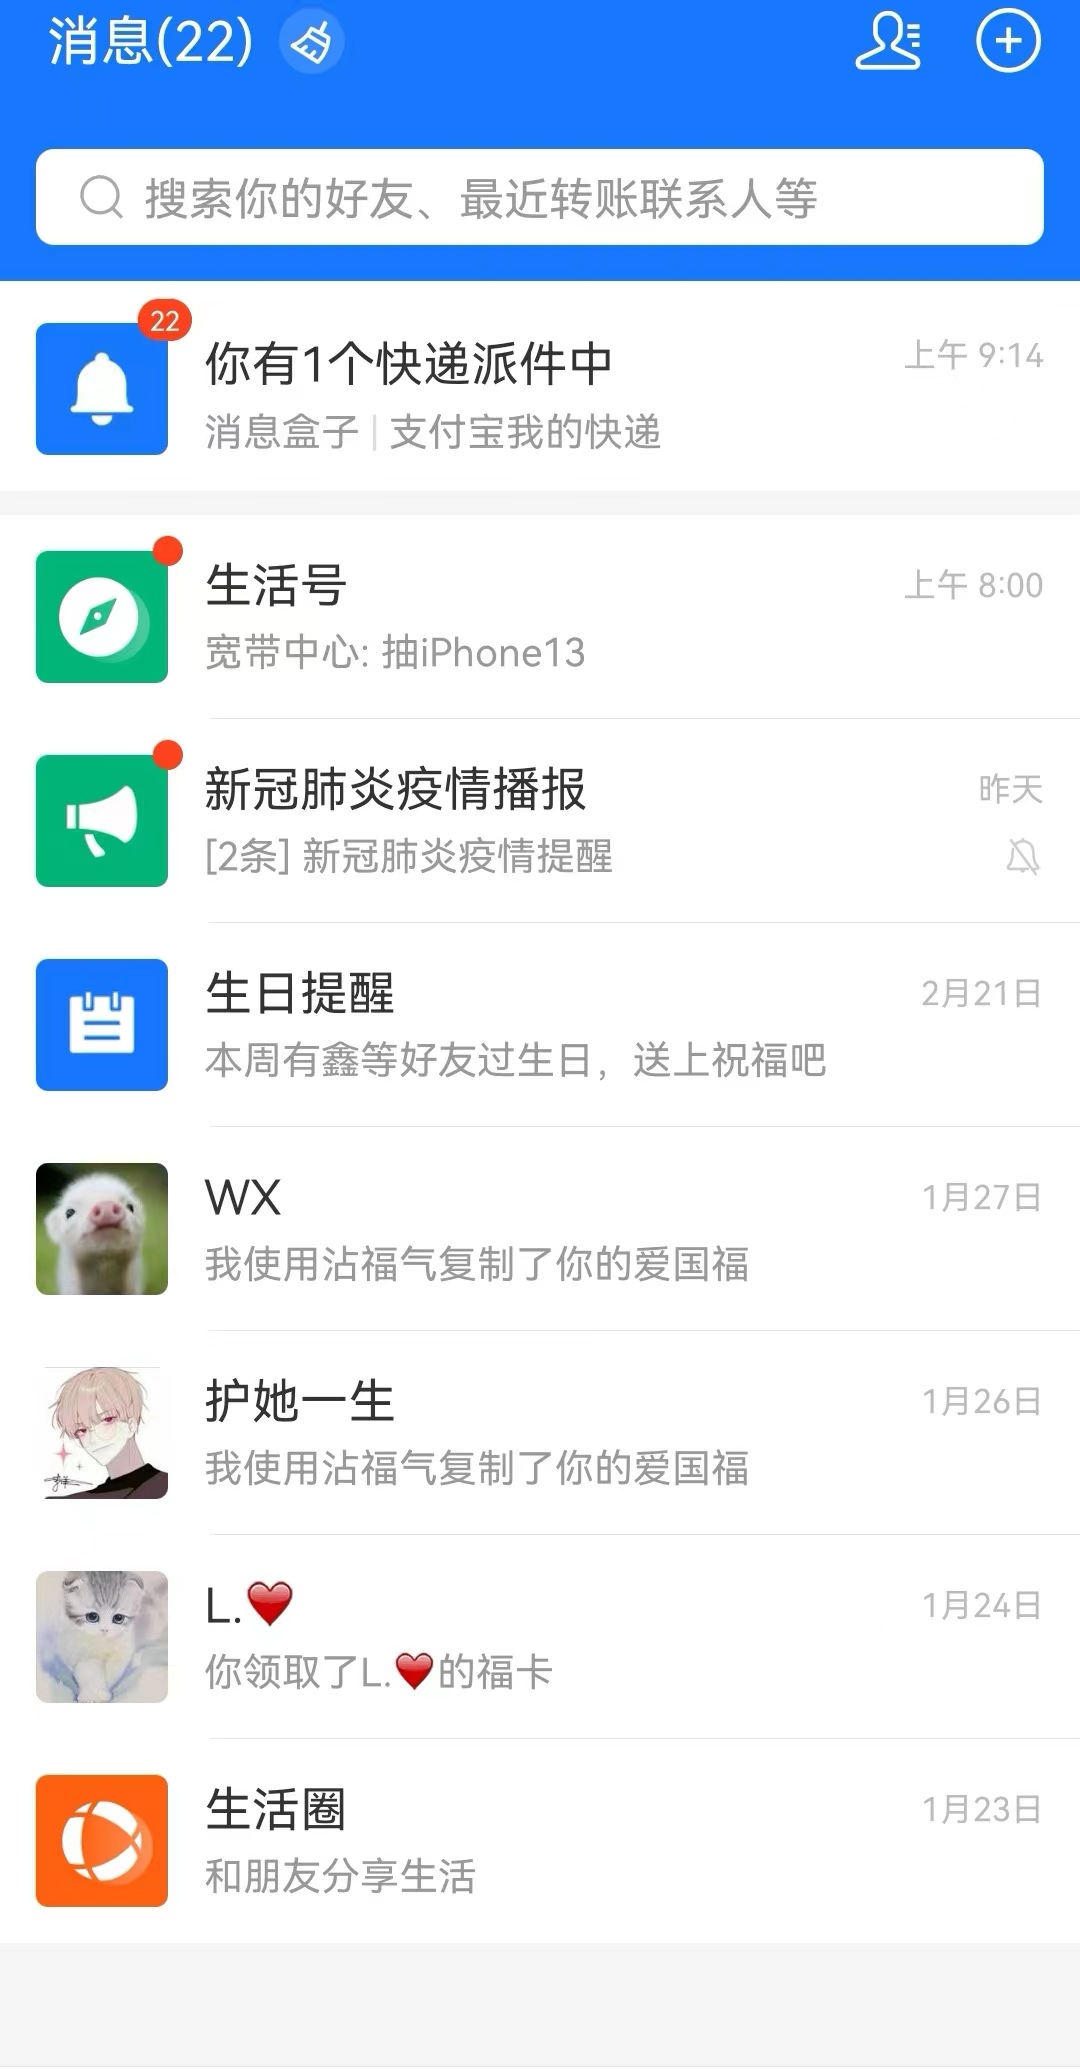 消息(22)
搜索你的好友、最近转账联系人等
22
你有1个快递派件中
上午 9:14
消息盒子 | 支付宝我的快递
生活号
上午 8:00
宽带中心: 抽iPhone13
新冠肺炎疫情播报
昨天
[2条] 新冠肺炎疫情提醒
生日提醒
2月21日
本周有鑫等好友过生日，送上祝福吧
WX
1月27日
我使用沾福气复制了你的爱国福
护她一生
1月26日
我使用沾福气复制了你的爱国福
L.❤️
1月24日
你领取了L.❤️的福卡
生活圈
1月23日
和朋友分享生活